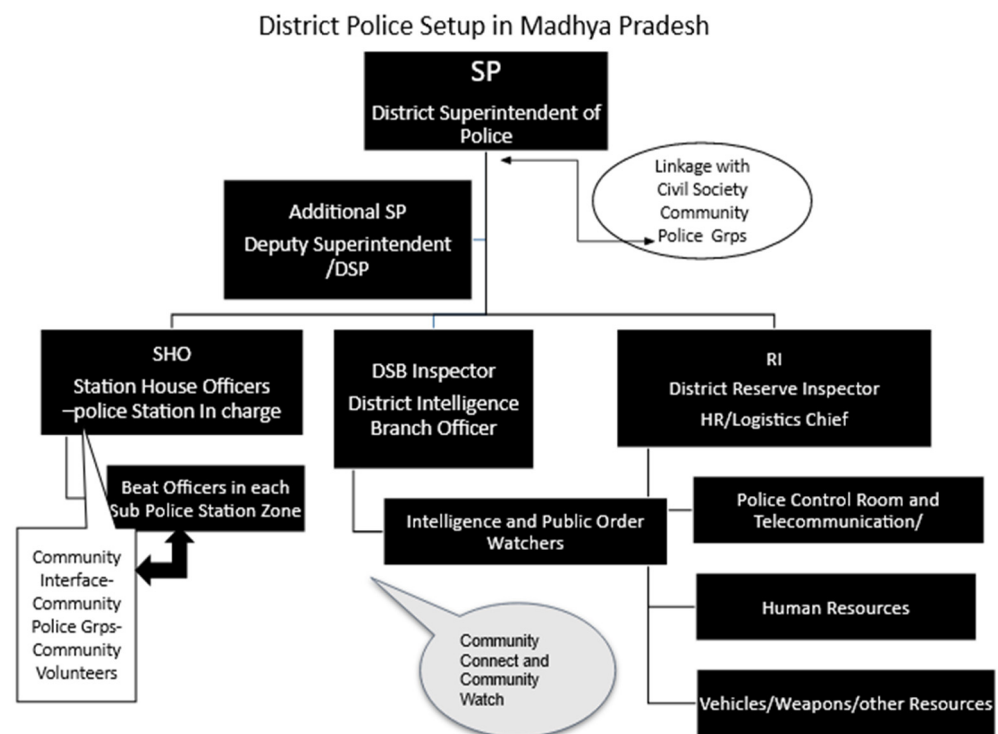 District Police Setup in Madhya Pradesh
SP
District Superintendent of
Police
Linkage with
Civil Society
Community
Police Grps
Additional SP
Deputy Superintendent
/DSP
SHO
Station House Officers
–police Station In charge
DSB Inspector
District Intelligence
Branch Officer
RI
District Reserve Inspector
HR/Logistics Chief
Beat Officers in each
Sub Police Station Zone
Intelligence and Public Order
Watchers
Police Control Room and
Telecommunication/
Community
Interface-
Community
Police Grps-
Community
Volunteers
Human Resources
Community
Connect and
Community
Watch
Vehicles/Weapons/other Resources